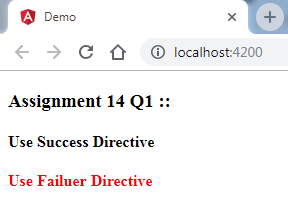 Demo
localhost:4200
Assignment 14 Q1 ::
Use Success Directive
Use Failuer Directive